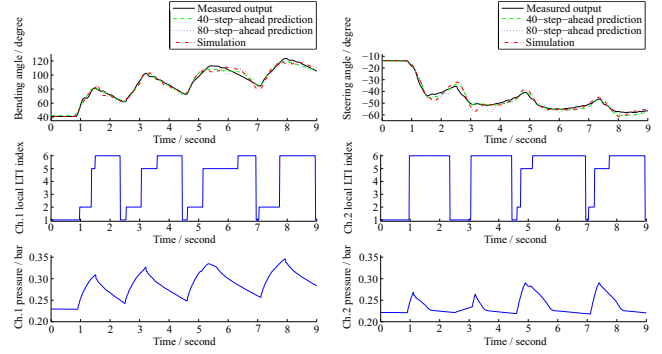 Measured output
40-step-ahead prediction
80-step-ahead prediction
Simulation
Bending angle / degree
120
100
80
60
40
0 1 2 3 4 5 6 7 8 9
Time / second
Measured output
40-step-ahead prediction
80-step-ahead prediction
Simulation
Steering angle / degree
−10
−20
−30
−40
−50
−60
0 1 2 3 4 5 6 7 8 9
Time / second
Ch.1 local LTI index
6
5
4
3
2
1
0 1 2 3 4 5 6 7 8 9
Time / second
Ch.2 local LTI index
6
5
4
3
2
1
0 1 2 3 4 5 6 7 8 9
Time / second
Ch.1 pressure / bar
0.35
0.30
0.25
0.20
0 1 2 3 4 5 6 7 8 9
Time / second
Ch.2 pressure / bar
0.35
0.30
0.25
0.20
0 1 2 3 4 5 6 7 8 9
Time / second